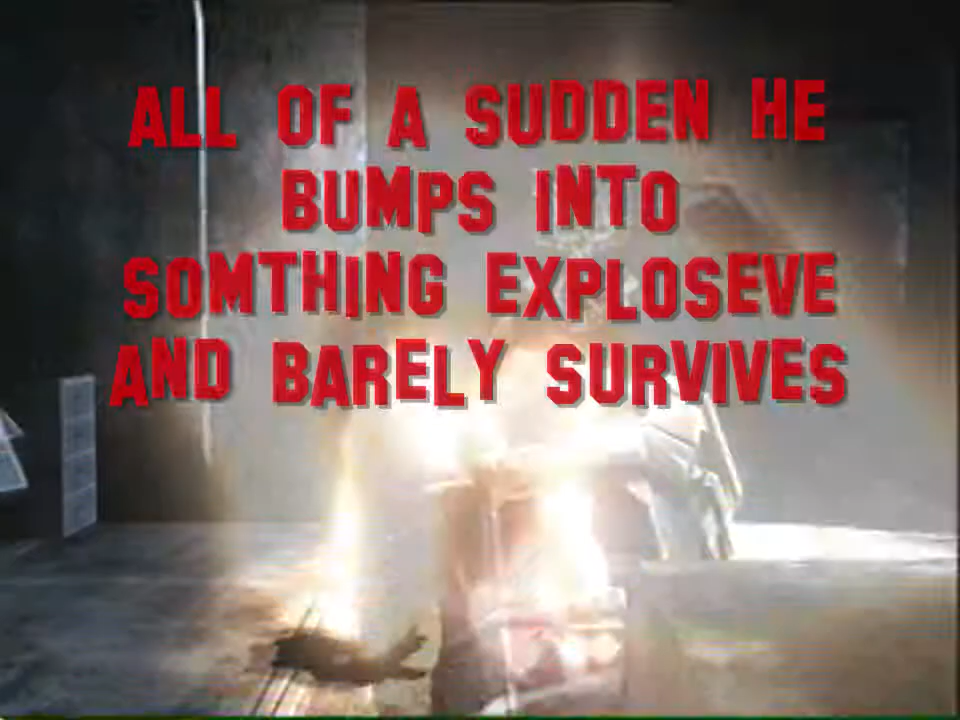 ALL OF A SUDDEN HE
BUMPS INTO
SOMTHING EXPLOSEVE
AND BARELY SURVIVES